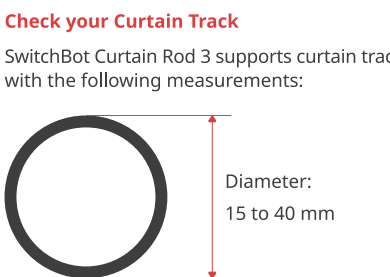 Check your Curtain Track
SwitchBot Curtain Rod 3 supports curtain
with the following measurements:
Diameter:
15 to 40 mm